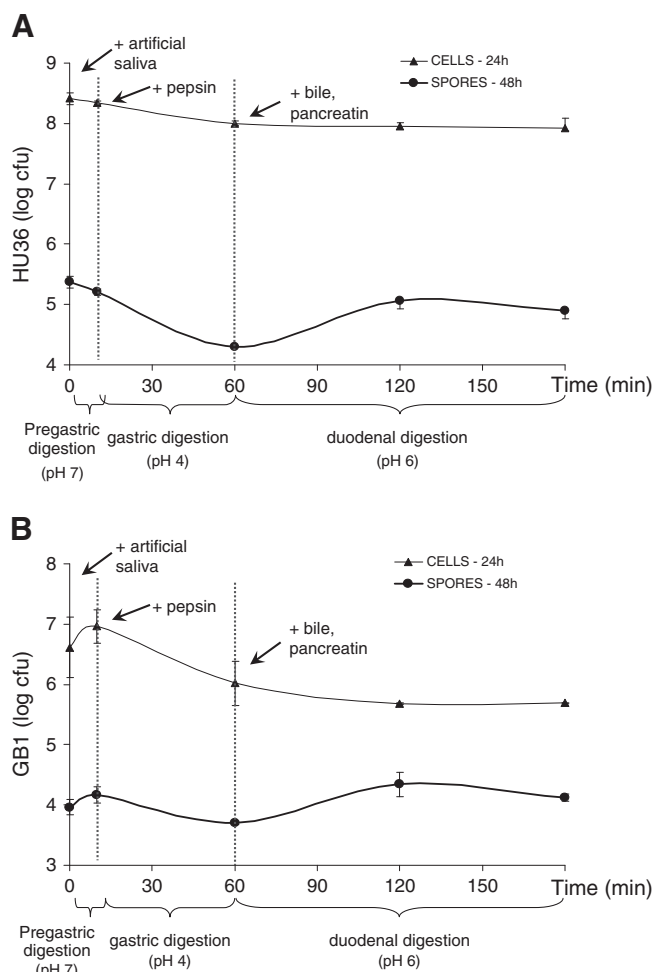 A
9
8
7
6
5
4
HU36 (log cfu)
+ artificial
saliva
+ pepsin
+ bile,
pancreatin
CELLS - 24h
SPORES - 48h
0
30
60
90
120
150
Time (min)
Pregastric
digestion
(pH 7)
gastric digestion
(pH 4)
duodenal digestion
(pH 6)
B
8
7
6
5
4
3
GB1 (log cfu)
+ artificial
saliva
+ pepsin
+ bile,
pancreatin
CELLS - 24h
SPORES - 48h
0
30
60
90
120
150
Time (min)
Pregastric
digestion
(pH 7)
gastric digestion
(pH 4)
duodenal digestion
(pH 6)